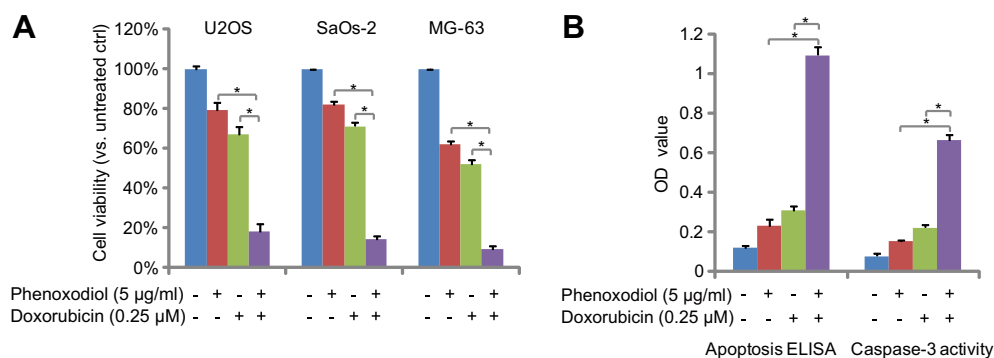 A
U2OS SaOs-2 MG-63
Cell viability (vs. untreated ctrl)
120%
100%
80%
60%
40%
20%
0%
* * * * * *
Phenoxodiol (5 µg/ml) - + - + - + - + - + - +
Doxorubicin (0.25 µM) - - + + - - + + - - + +
B
OD value
1.2
1
0.8
0.6
0.4
0.2
0
* * * *
Phenoxodiol (5 µg/ml) - + - + - + - +
Doxorubicin (0.25 µM) - - + + - - + +
Apoptosis ELISA Caspase-3 activity